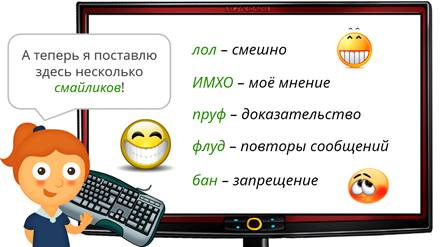 А теперь я поставлю
здесь несколько
смайликов!
лол – смешно
ИМХО – моё мнение
пруф – доказательство
флуд – повторы сообщений
бан – запрещение